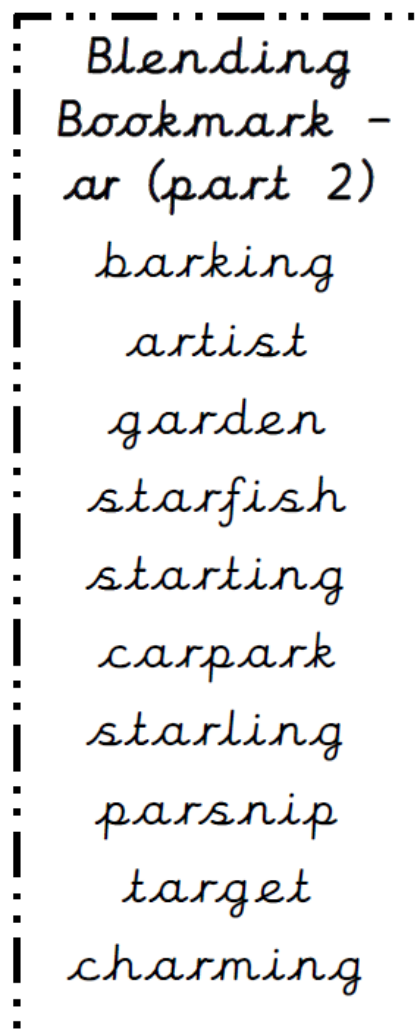 Blending
Bookmark -
ar (part 2)
barking
artist
garden
starfish
starting
carpark
starling
parsnip
target
charming